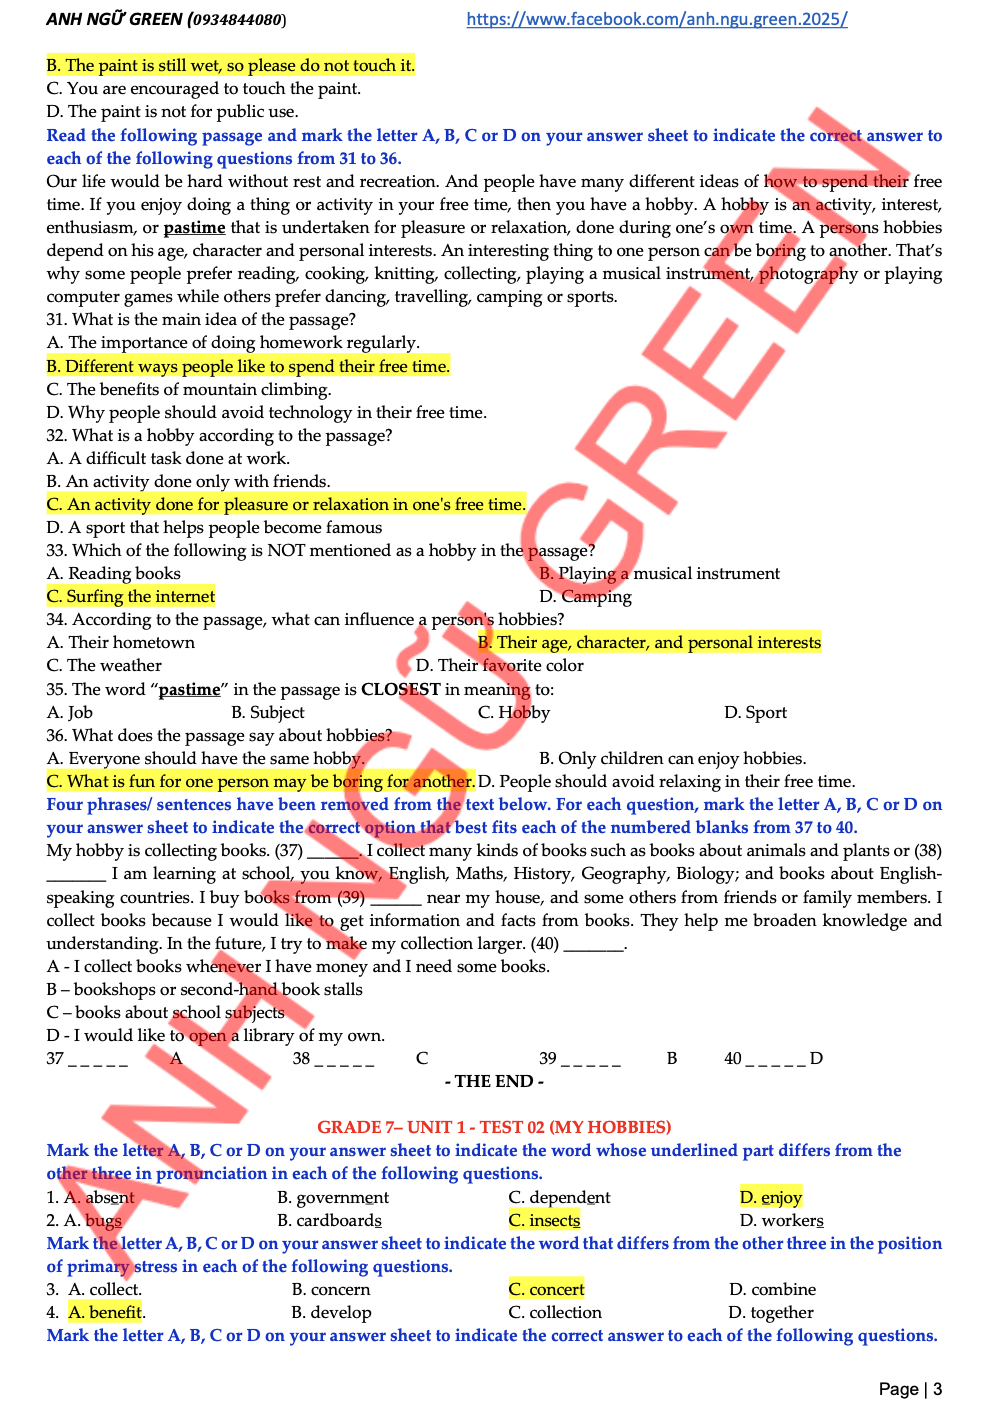 ANH NGỮ GREEN (0934844080) https://www.facebook.com/anh.ngu.green.2025/
B. The paint is still wet, so please do not touch it.
C. You are encouraged to touch the paint.
D. The paint is not for public use.
Read the following passage and mark the letter A, B, C or D on your answer sheet to indicate the correct answer to
each of the following questions from 31 to 36.
Our life would be hard without rest and recreation. And people have many different ideas of how to spend their free
time. If you enjoy doing a thing or activity in your free time, then you have a hobby. A hobby is an activity, interest,
enthusiasm, or pastime that is undertaken for pleasure or relaxation, done during one's own time. A persons hobbies
depend on his age, character and personal interests. An interesting thing to one person can be boring to another. That's
why some people prefer reading, cooking, knitting, collecting, playing a musical instrument, photography or playing
computer games while others prefer dancing, travelling, camping or sports.
31. What is the main idea of the passage?
A. The importance of doing homework regularly.
B. Different ways people like to spend their free time.
C. The benefits of mountain climbing.
D. Why people should avoid technology in their free time.
32. What is a hobby according to the passage?
A. A difficult task done at work.
B. An activity done only with friends.
C. An activity done for pleasure or relaxation in one's free time.
D. A sport that helps people become famous
33. Which of the following is NOT mentioned as a hobby in the passage?
A. Reading books B. Playing a musical instrument
C. Surfing the internet D. Camping
34. According to the passage, what can influence a person's hobbies?
A. Their hometown B. Their age, character, and personal interests
C. The weather D. Their favorite color
35. The word "pastime" in the passage is CLOSEST in meaning to:
A. Job B. Subject C. Hobby D. Sport
36. What does the passage say about hobbies?
A. Everyone should have the same hobby. B. Only children can enjoy hobbies.
C. What is fun for one person may be boring for another. D. People should avoid relaxing in their free time.
Four phrases/ sentences have been removed from the text below. For each question, mark the letter A, B, C or D on
your answer sheet to indicate the correct option that best fits each of the numbered blanks from 37 to 40.
My hobby is collecting books. (37) ______. I collect many kinds of books such as books about animals and plants or (38)
_______ I am learning at school, you know, English, Maths, History, Geography, Biology; and books about English-
speaking countries. I buy books from (39) ______ near my house, and some others from friends or family members. I
collect books because I would like to get information and facts from books. They help me broaden knowledge and
understanding. In the future, I try to make my collection larger. (40) _______.
A - I collect books whenever I have money and I need some books.
B – bookshops or second-hand book stalls
C – books about school subjects
D - I would like to open a library of my own.
37 _ _ _ _ _ A 38 _ _ _ _ _ C 39 _ _ _ _ _ B 40 _ _ _ _ _ D
- THE END -
GRADE 7– UNIT 1 - TEST 02 (MY HOBBIES)
Mark the letter A, B, C or D on your answer sheet to indicate the word whose underlined part differs from the
other three in pronunciation in each of the following questions.
1. A. absent B. government C. dependent D. enjoy
2. A. bugs B. cardboards C. insects D. workers
Mark the letter A, B, C or D on your answer sheet to indicate the word that differs from the other three in the position
of primary stress in each of the following questions.
3. A. collect. B. concern C. concert D. combine
4. A. benefit. B. develop C. collection D. together
Mark the letter A, B, C or D on your answer sheet to indicate the correct answer to each of the following questions.
Page | 3
ANH NGỮ GREEN